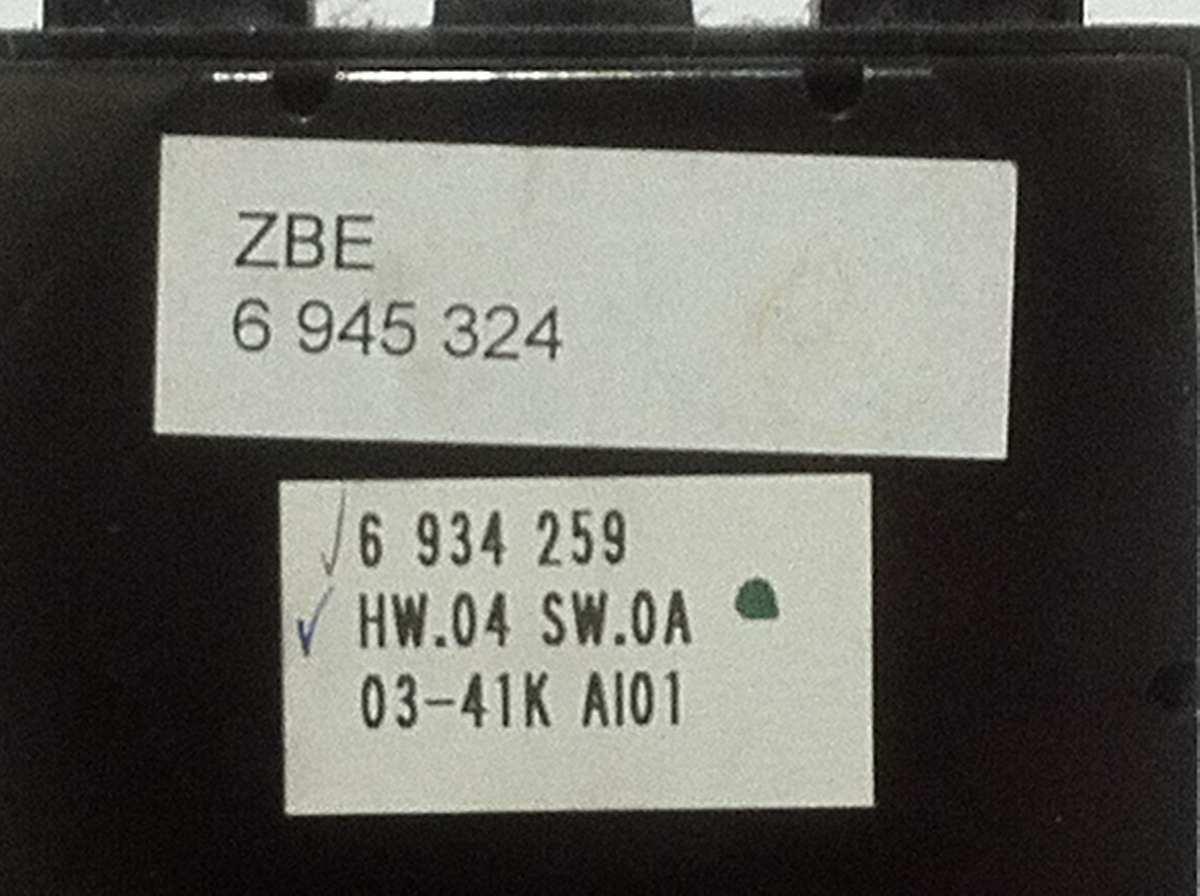 ZBE
6 945 324
6 934 259
HW.04 SW.0A
03-41K AI01